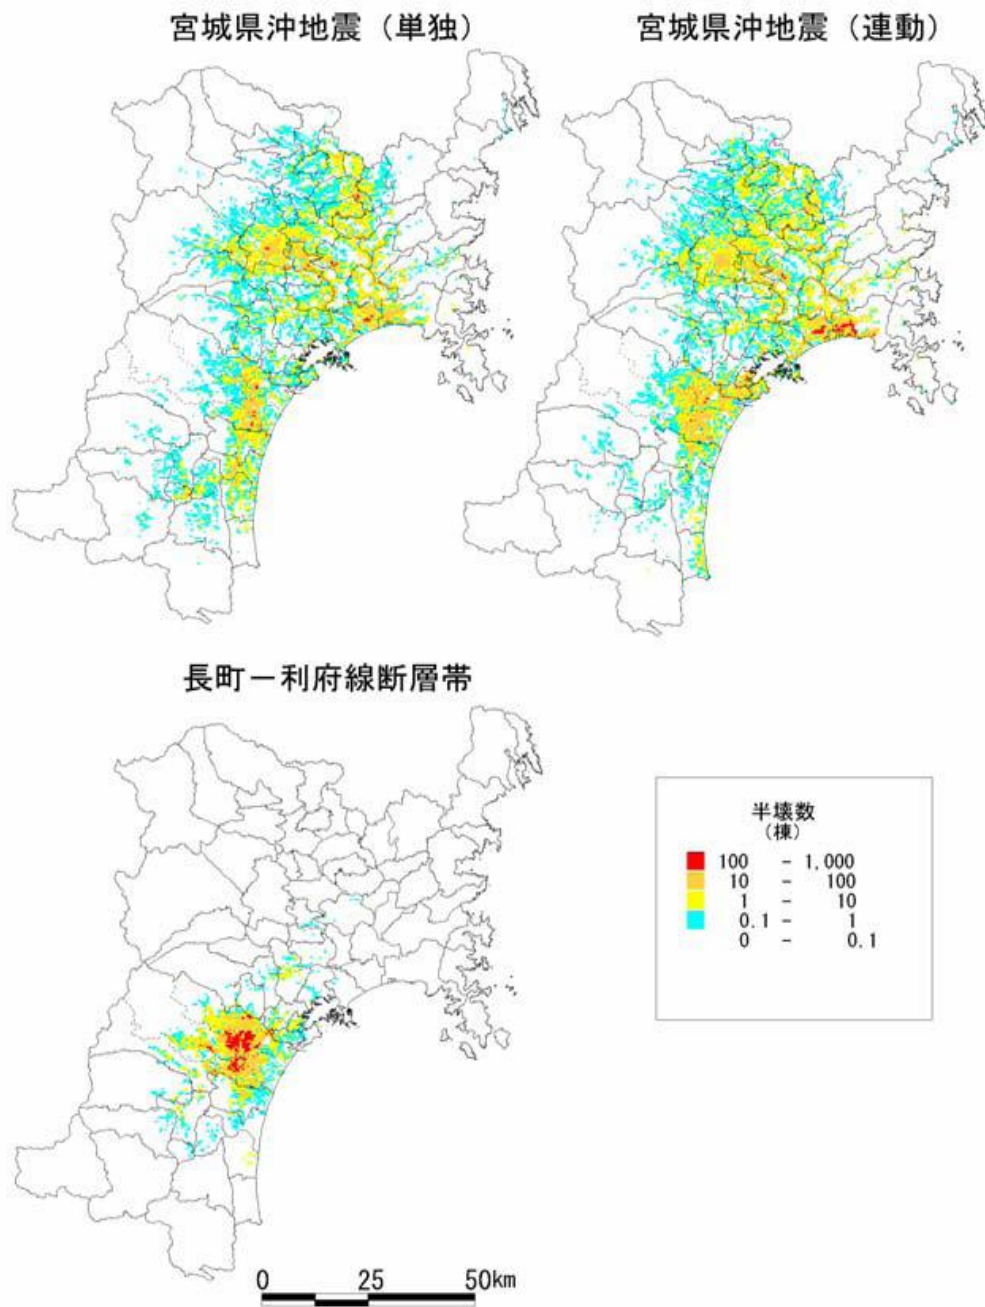 宮城県沖地震（単独）
宮城県沖地震（連動）
長町－利府線断層帯
半壊数
（棟）
100 - 1,000
10 - 100
1 - 10
0.1 - 1
0 - 0.1
0 25 50km